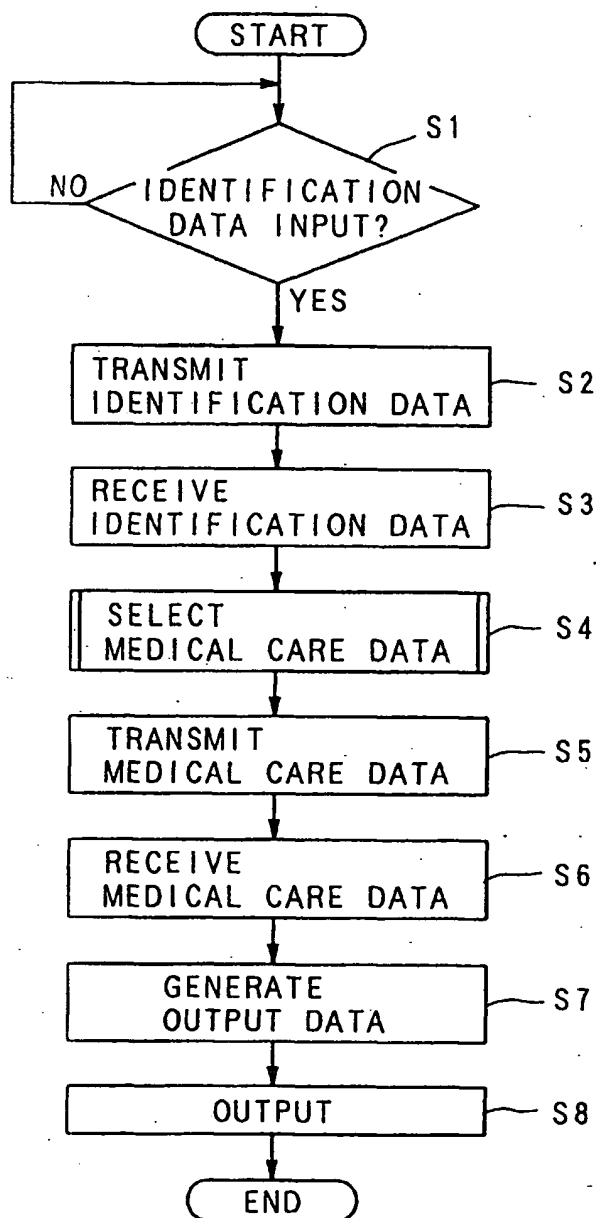 START
S1
NO
IDENTIFICATION
DATA INPUT?
YES
TRANSMIT
IDENTIFICATION DATA
S2
RECEIVE
IDENTIFICATION DATA
S3
SELECT
MEDICAL CARE DATA
S4
TRANSMIT
MEDICAL CARE DATA
S5
RECEIVE
MEDICAL CARE DATA
S6
GENERATE
OUTPUT DATA
S7
OUTPUT
S8
END